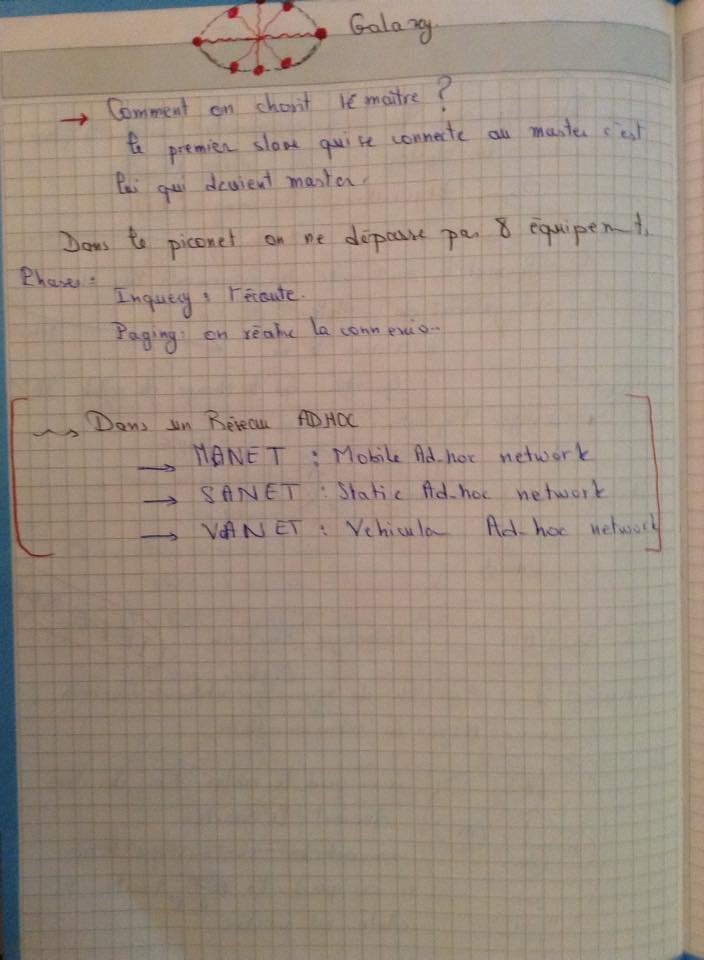 Galaxy
→ Comment on choisit le maître ?
le premier slave qui se connecte au master c'est
lui qui devient master.
Dans le piconet on ne dépasse pas 8 équipement.
Phases :
Inquery : l'écoute.
Paging : on réalise la connexio..
Dans un Réseau ADHOC
→ MANET : Mobile Ad-hoc network
→ SANET : Static Ad-hoc network
→ VANET : Vehicula Ad-hoc network